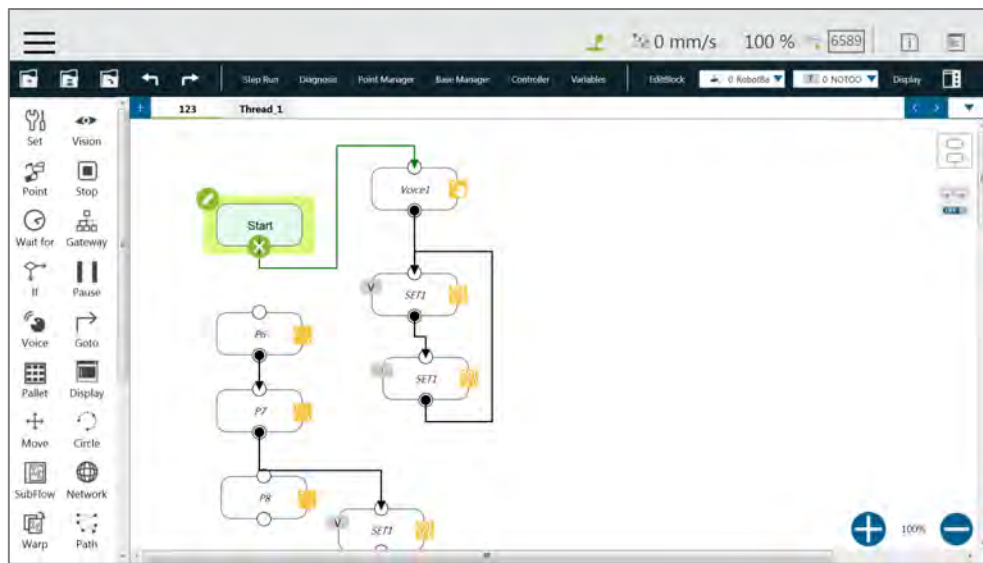 0 mm/s 100 % 6589
Step Run Diagnosis Point Manager Base Manager Controller Variables EditBlock 0 RobotBa 0 NOTOO Display
123 Thread_1
Set Vision
Point Stop
Wait for Gateway
If Pause
Voice Goto
Pallet Display
Move Circle
SubFlow Network
Warp Path
Voice1
Start
V SET1
P6
SET1
P7
P8
V SET1
OFF
100%